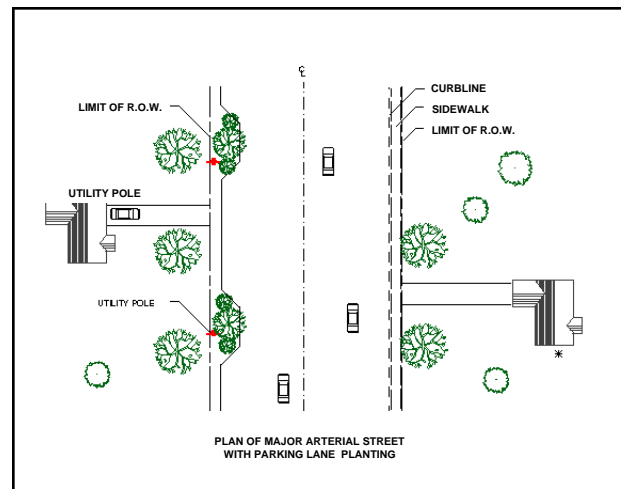 ℄
CURBLINE
LIMIT OF R.O.W.
SIDEWALK
LIMIT OF R.O.W.
UTILITY POLE
UTILITY POLE
PLAN OF MAJOR ARTERIAL STREET
WITH PARKING LANE PLANTING